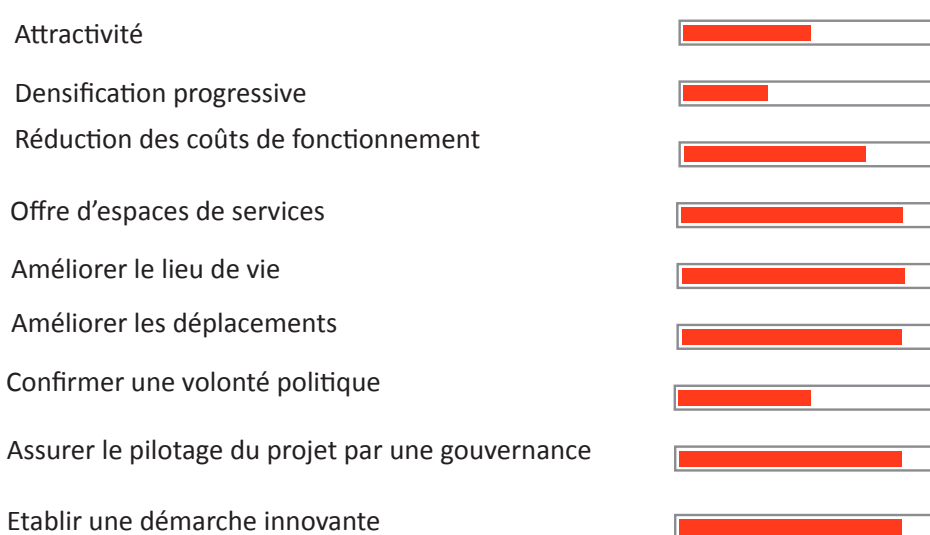 Attractivité
Densification progressive
Réduction des coûts de fonctionnement
Offre d’espaces de services
Améliorer le lieu de vie
Améliorer les déplacements
Confirmer une volonté politique
Assurer le pilotage du projet par une gouvernance
Etablir une démarche innovante